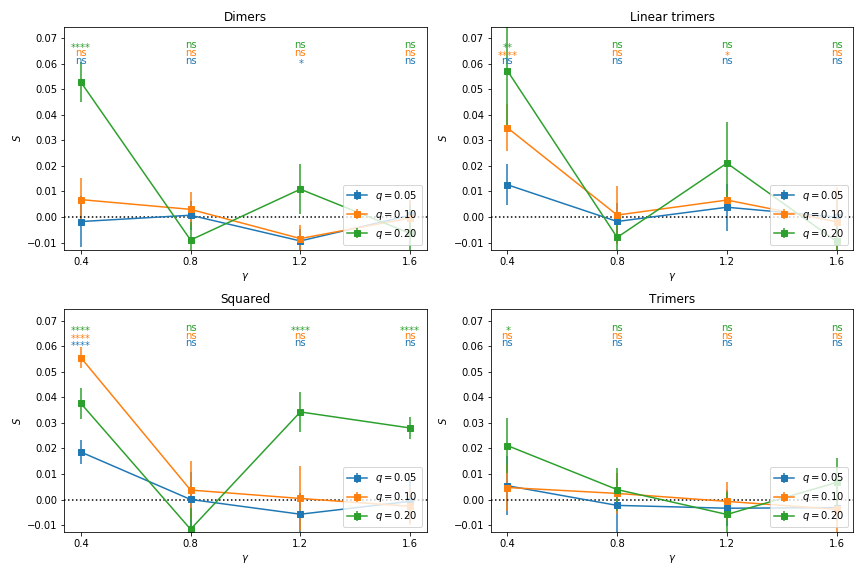 Dimers
0.07
0.06
0.05
0.04
0.03
0.02
0.01
0.00
−0.01
S
**** ns ns ns
ns ns ns ns
ns ns * ns
q = 0.05
q = 0.10
q = 0.20
0.4 0.8 1.2 1.6
γ
Linear trimers
0.07
0.06
0.05
0.04
0.03
0.02
0.01
0.00
−0.01
S
** ns ns ns
**** ns * ns
ns ns ns ns
q = 0.05
q = 0.10
q = 0.20
0.4 0.8 1.2 1.6
γ
Squared
0.07
0.06
0.05
0.04
0.03
0.02
0.01
0.00
−0.01
S
**** ns **** ****
**** ns ns ns
**** ns ns ns
q = 0.05
q = 0.10
q = 0.20
0.4 0.8 1.2 1.6
γ
Trimers
0.07
0.06
0.05
0.04
0.03
0.02
0.01
0.00
−0.01
S
* ns ns ns
ns ns ns ns
ns ns ns ns
q = 0.05
q = 0.10
q = 0.20
0.4 0.8 1.2 1.6
γ